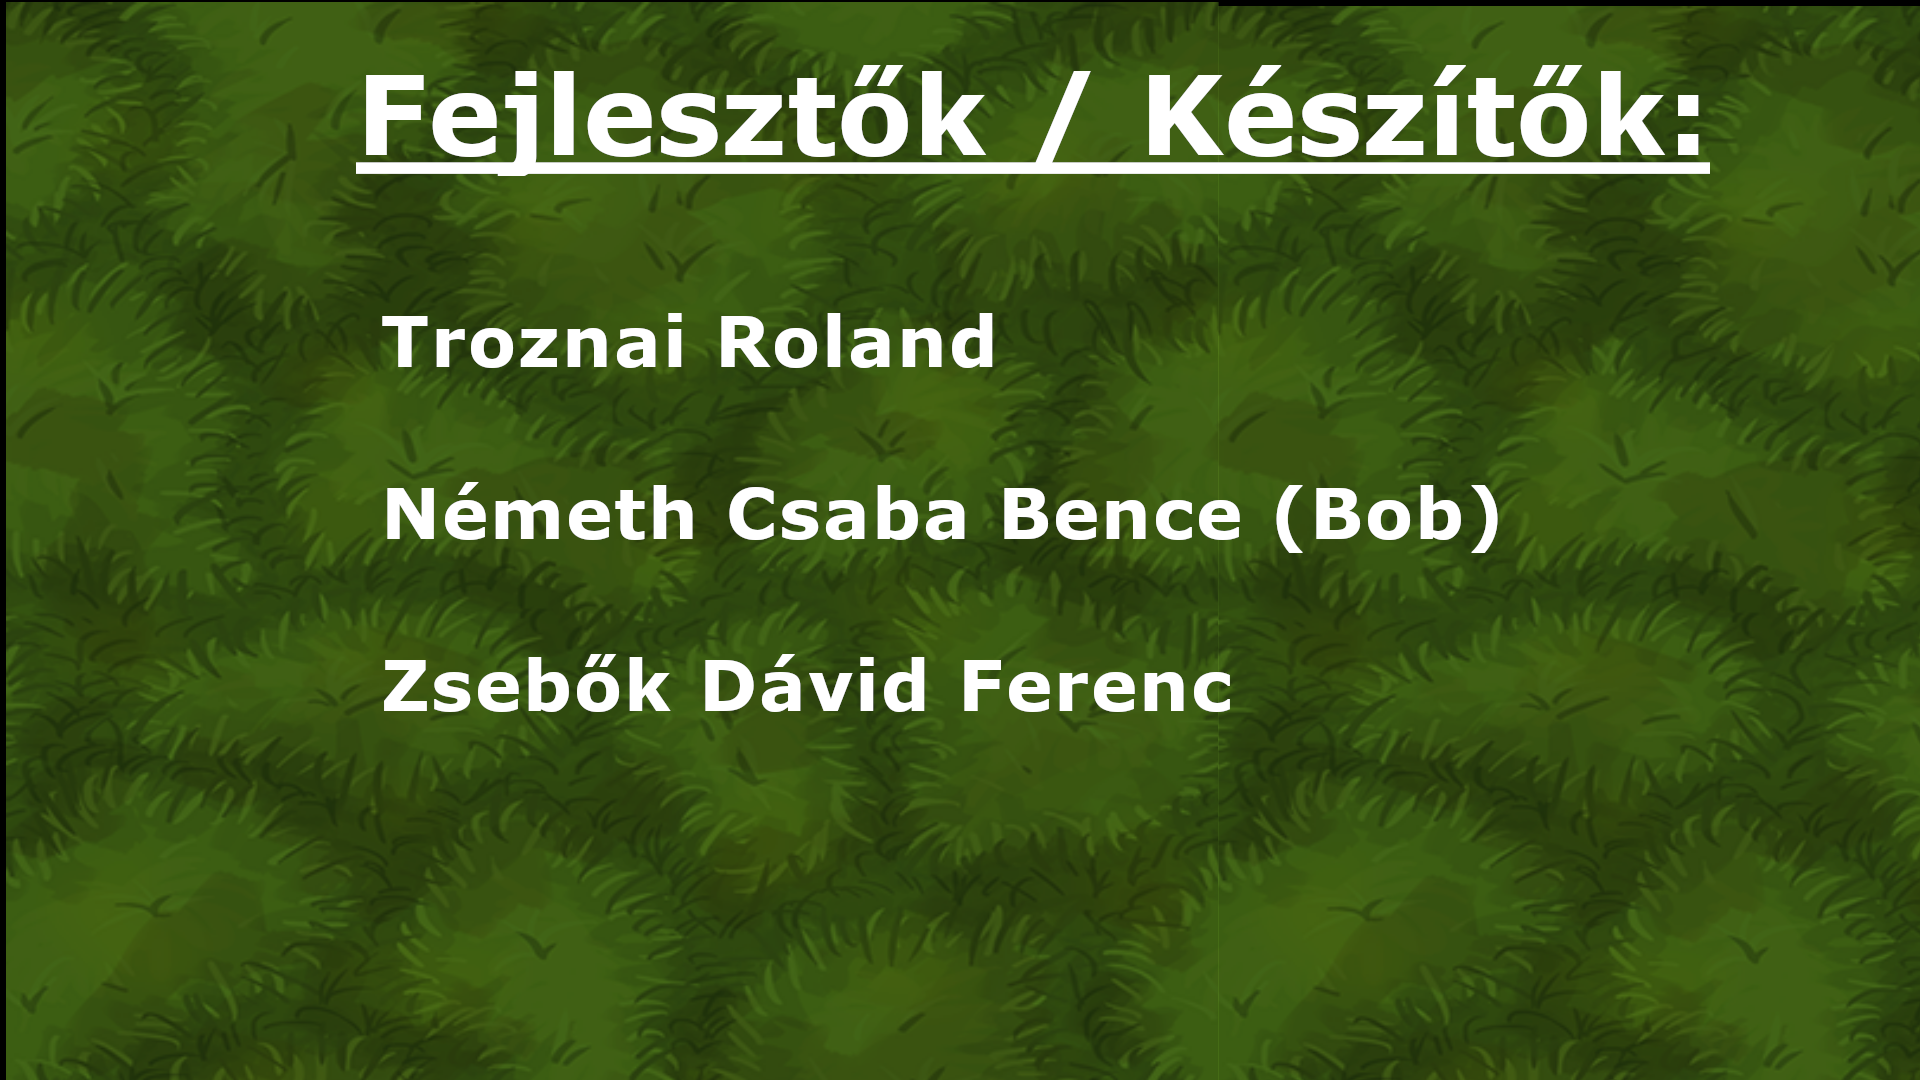 Fejlesztők / Készítők:
Troznai Roland
Németh Csaba Bence (Bob)
Zsebők Dávid Ferenc